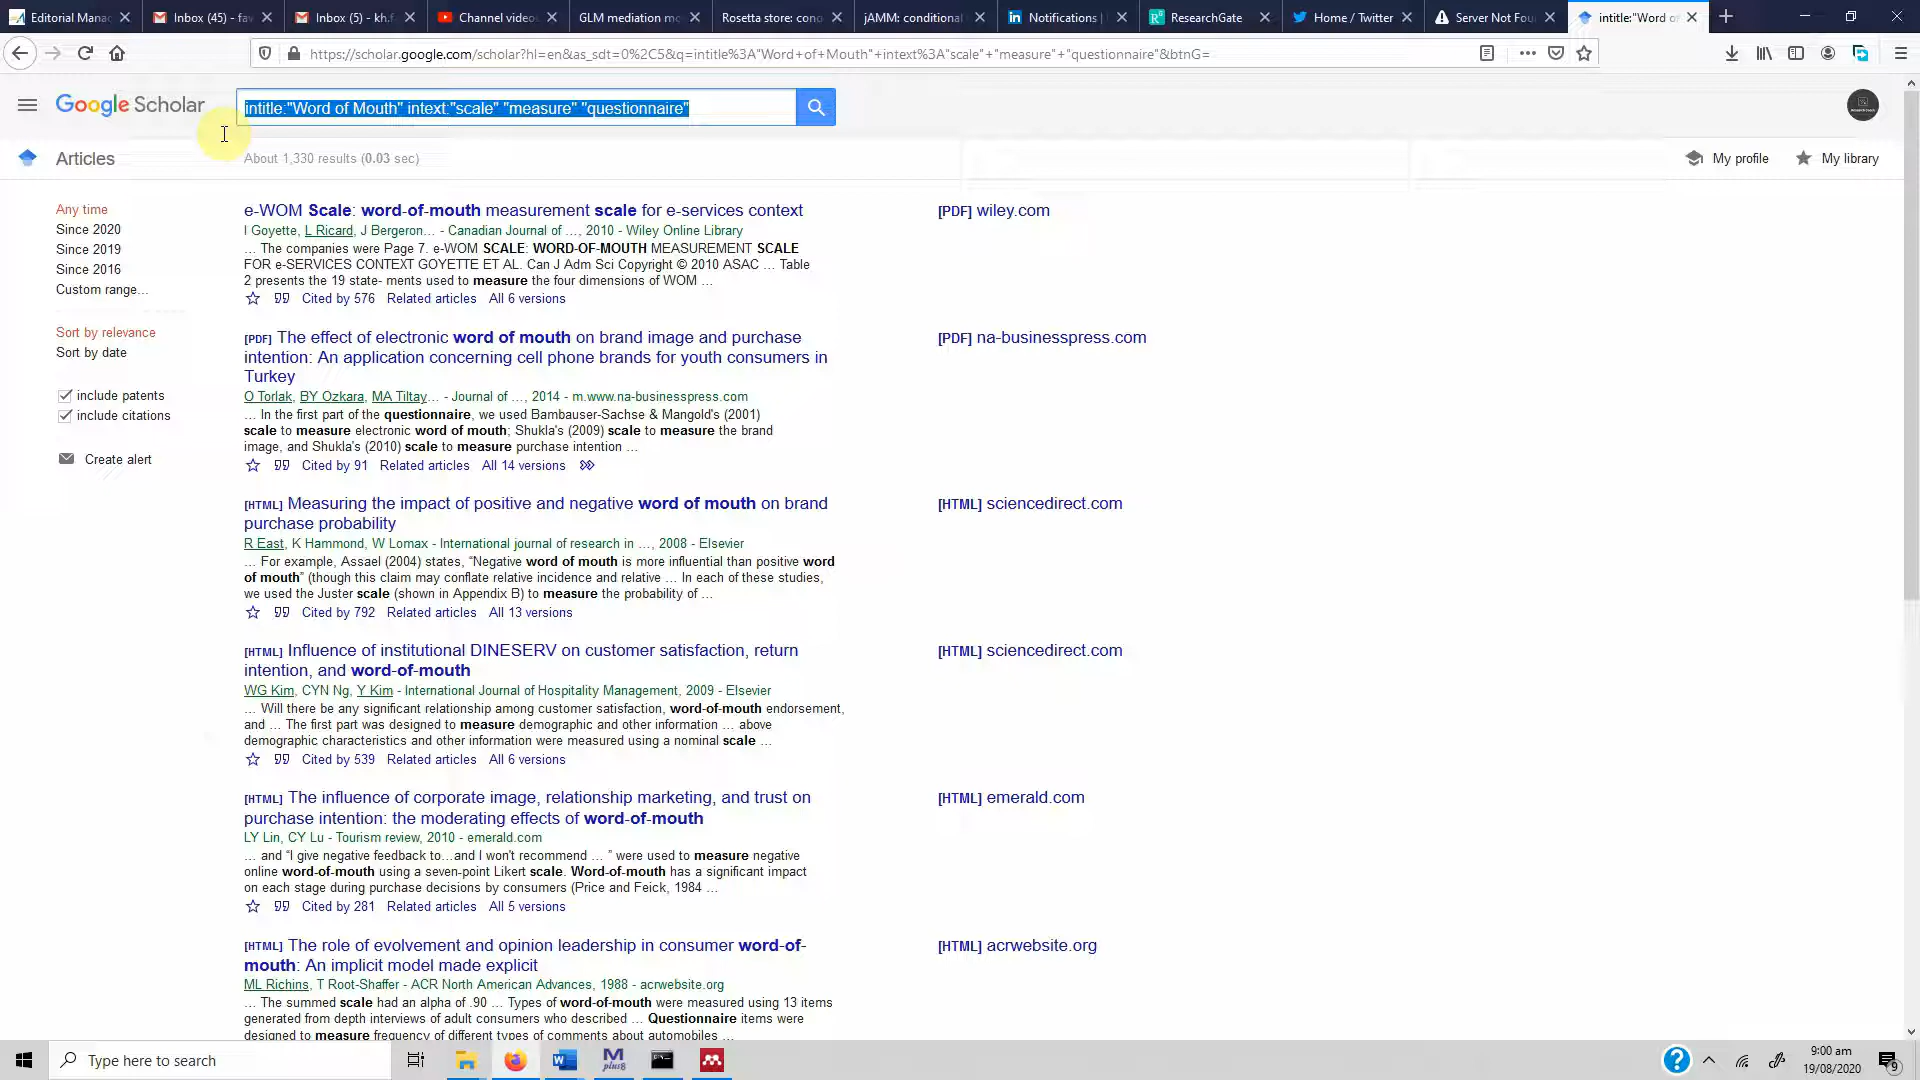 Editorial Mana
Inbox (45) - fav
Inbox (5) - kh.f
Channel video
GLM mediation mo
Rosetta store: con
jAMM: conditional
Notifications |
ResearchGate
Home / Twitter
Server Not Fou
intitle:"Word o
https://scholar.google.com/scholar?hl=en&as_sdt=0%2C5&q=intitle%3A"Word+of+Mouth"+intext%3A"scale"+"measure"+"questionnaire"&btnG=
Google Scholar
intitle:"Word of Mouth" intext:"scale" "measure" "questionnaire"
Articles
About 1,330 results (0.03 sec)
My profile
My library
Any time
Since 2020
Since 2019
Since 2016
Custom range...
Sort by relevance
Sort by date
include patents
include citations
Create alert
e-WOM Scale: word-of-mouth measurement scale for e-services context
[PDF] wiley.com
I Goyette, L Ricard, J Bergeron… - Canadian Journal of …, 2010 - Wiley Online Library
… The companies were Page 7. e-WOM SCALE: WORD-OF-MOUTH MEASUREMENT SCALE
FOR e-SERVICES CONTEXT GOYETTE ET AL. Can J Adm Sci Copyright © 2010 ASAC … Table
2 presents the 19 state- ments used to measure the four dimensions of WOM …
Cited by 576 Related articles All 6 versions
[PDF] The effect of electronic word of mouth on brand image and purchase
intention: An application concerning cell phone brands for youth consumers in
Turkey
[PDF] na-businesspress.com
O Torlak, BY Ozkara, MA Tiltay… - Journal of …, 2014 - m.www.na-businesspress.com
… In the first part of the questionnaire, we used Bambauser-Sachse & Mangold's (2001)
scale to measure electronic word of mouth; Shukla's (2009) scale to measure the brand
image, and Shukla's (2010) scale to measure purchase intention …
Cited by 91 Related articles All 14 versions
[HTML] Measuring the impact of positive and negative word of mouth on brand
purchase probability
[HTML] sciencedirect.com
R East, K Hammond, W Lomax - International journal of research in …, 2008 - Elsevier
… For example, Assael (2004) states, “Negative word of mouth is more influential than positive word
of mouth” (though this claim may conflate relative incidence and relative … In each of these studies,
we used the Juster scale (shown in Appendix B) to measure the probability of …
Cited by 792 Related articles All 13 versions
[HTML] Influence of institutional DINESERV on customer satisfaction, return
intention, and word-of-mouth
[HTML] sciencedirect.com
WG Kim, CYN Ng, Y Kim - International Journal of Hospitality Management, 2009 - Elsevier
… Will there be any significant relationship among customer satisfaction, word-of-mouth endorsement,
and … The first part was designed to measure demographic and other information … above
demographic characteristics and other information were measured using a nominal scale …
Cited by 539 Related articles All 6 versions
[HTML] The influence of corporate image, relationship marketing, and trust on
purchase intention: the moderating effects of word-of-mouth
[HTML] emerald.com
LY Lin, CY Lu - Tourism review, 2010 - emerald.com
… and “I give negative feedback to…and I won't recommend … ” were used to measure negative
online word-of-mouth using a seven-point Likert scale. Word-of-mouth has a significant impact
on each stage during purchase decisions by consumers (Price and Feick, 1984 …
Cited by 281 Related articles All 5 versions
[HTML] The role of evolvement and opinion leadership in consumer word-of-
mouth: An implicit model made explicit
[HTML] acrwebsite.org
ML Richins, T Root-Shaffer - ACR North American Advances, 1988 - acrwebsite.org
… The summed scale had an alpha of .90 … Types of word-of-mouth were measured using 13 items
generated from depth interviews of adult consumers who described … Questionnaire items were
designed to measure frequency of different types of comments about automobiles …
Type here to search
9:00 am
19/08/2020